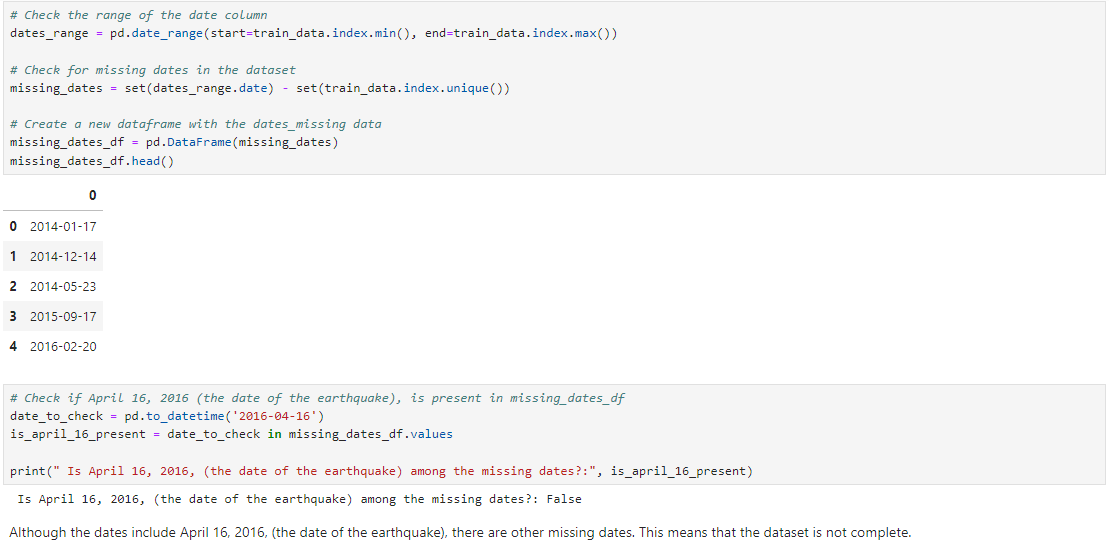 # Check the range of the date column
dates_range = pd.date_range(start=train_data.index.min(), end=train_data.index.max())
# Check for missing dates in the dataset
missing_dates = set(dates_range.date) - set(train_data.index.unique())
# Create a new dataframe with the dates_missing data
missing_dates_df = pd.DataFrame(missing_dates)
missing_dates_df.head()
0
0 2014-01-17
1 2014-12-14
2 2014-05-23
3 2015-09-17
4 2016-02-20
# Check if April 16, 2016 (the date of the earthquake), is present in missing_dates_df
date_to_check = pd.to_datetime('2016-04-16')
is_april_16_present = date_to_check in missing_dates_df.values
print(" Is April 16, 2016, (the date of the earthquake) among the missing dates?:", is_april_16_present)
Is April 16, 2016, (the date of the earthquake) among the missing dates?: False
Although the dates include April 16, 2016, (the date of the earthquake), there are other missing dates. This means that the dataset is not complete.